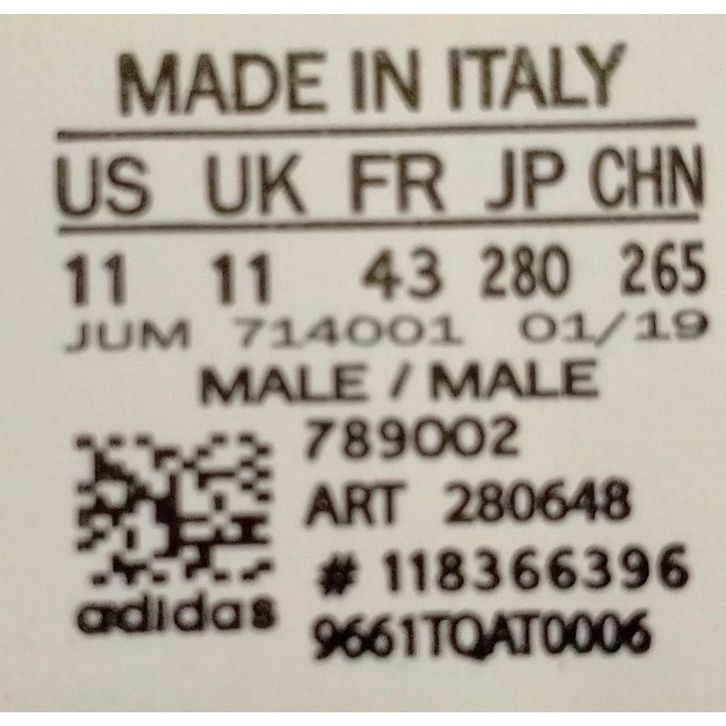 MADE IN ITALY
US UK FR JP CHN
11 11 43 280 265
JUM 714001 01/19
MALE / MALE
789002
ART 280648
# 118366396
adidas
9661TQAT0006